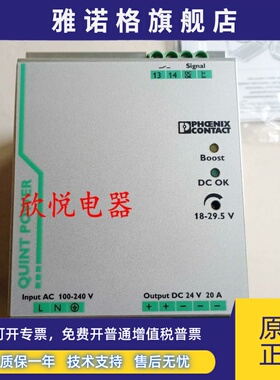 雅诺格旗舰店
Signal
13 14
PHOENIX
CONTACT
Boost
DC OK
18-29.5 V
欣悦电器
QUINT POWER
Input AC 100-240 V
Output DC 24 V 20 A
L N
+ + − − −
可开专票,免费开普通增值税发票
质保一年 技术支持 售后无忧
原
正